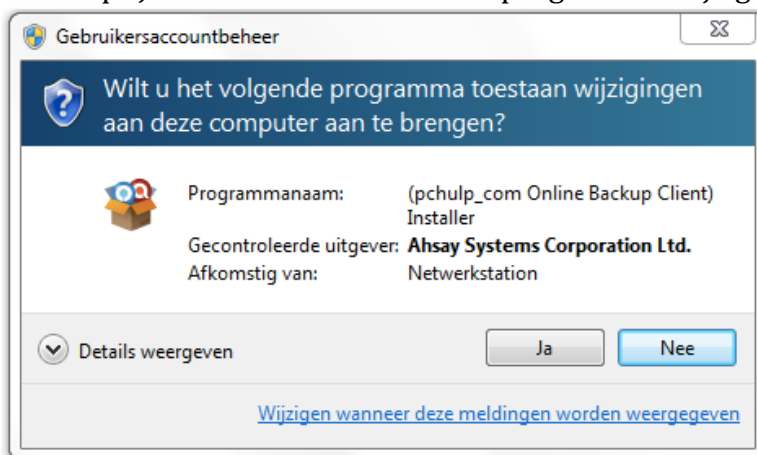 Gebruikersaccountbeheer
Wilt u het volgende programma toestaan wijzigingen
aan deze computer aan te brengen?
Programmanaam: (pchulp_com Online Backup Client)
Installer
Gecontroleerde uitgever: Ahsay Systems Corporation Ltd.
Afkomstig van: Netwerkstation
Details weergeven Ja Nee
Wijzigen wanneer deze meldingen worden weergegeven